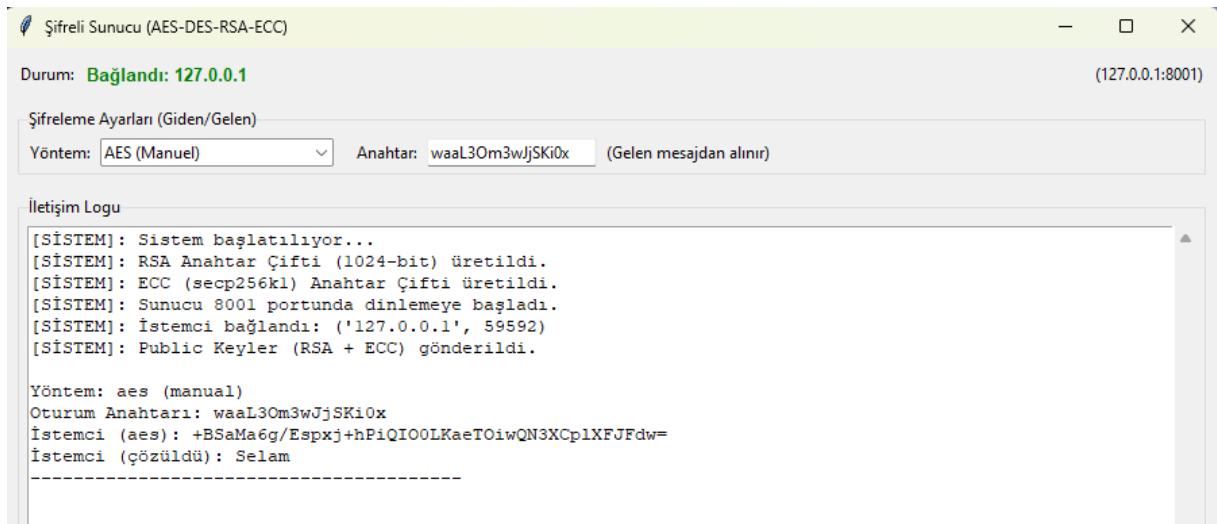 Şifreli Sunucu (AES-DES-RSA-ECC)
Durum: Bağlandı: 127.0.0.1 (127.0.0.1:8001)
Şifreleme Ayarları (Giden/Gelen)
Yöntem: AES (Manuel) Anahtar: waaL3Om3wJjSKi0x (Gelen mesajdan alınır)
İletişim Logu
[SİSTEM]: Sistem başlatılıyor...
[SİSTEM]: RSA Anahtar Çifti (1024-bit) üretildi.
[SİSTEM]: ECC (secp256k1) Anahtar Çifti üretildi.
[SİSTEM]: Sunucu 8001 portunda dinlemeye başladı.
[SİSTEM]: İstemci bağlandı: ('127.0.0.1', 59592)
[SİSTEM]: Public Keyler (RSA + ECC) gönderildi.
Yöntem: aes (manual)
Oturum Anahtarı: waaL3Om3wJjSKi0x
İstemci (aes): +BSaMa6g/Espxj+hPiQIO0LKaeTOiwQN3XCplXFJFdw=
İstemci (çözüldü): Selam
----------------------------------------